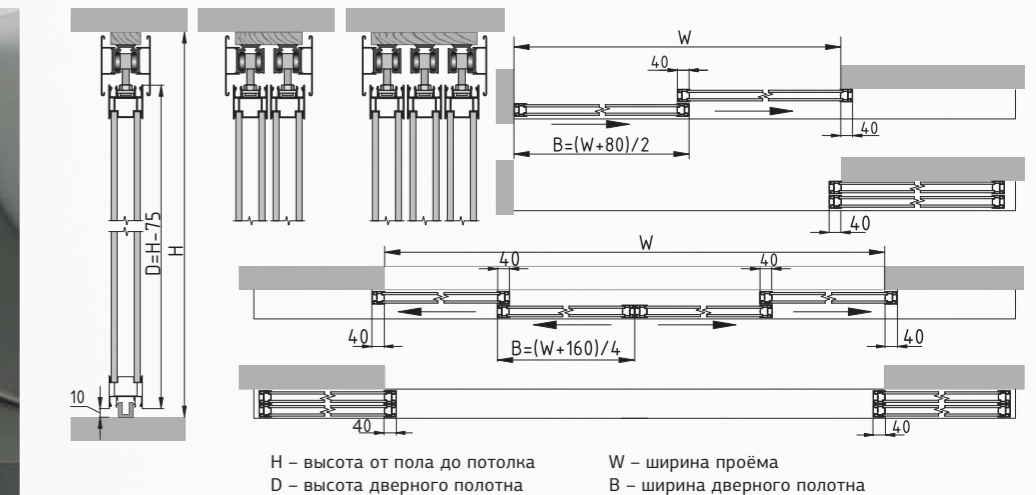 W
40
40
B=(W+80)/2
40
D=H-75
H
10
W
40
40
40
40
B=(W+160)/4
40
40
H – высота от пола до потолка
W – ширина проёма
D – высота дверного полотна
B – ширина дверного полотна